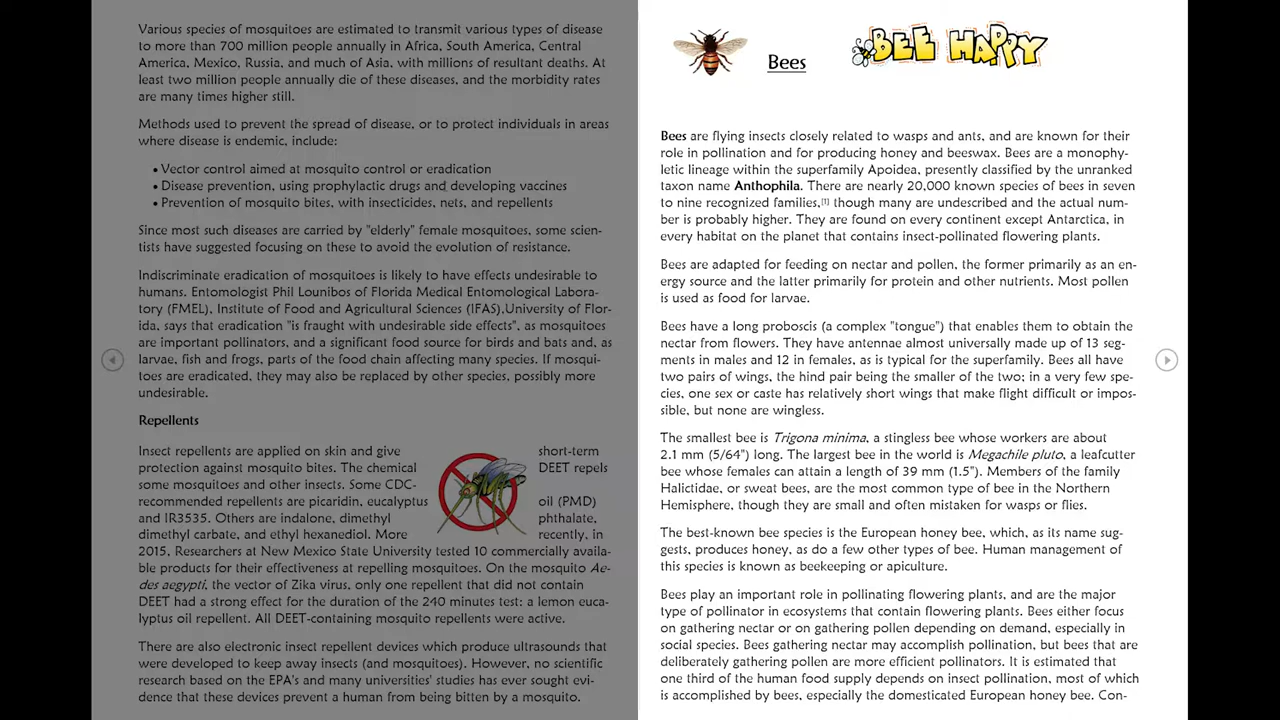 Various species of mosquitoes are estimated to transmit various types of disease
to more than 700 million people annually in Africa, South America, Central
America, Mexico, Russia, and much of Asia, with millions of resultant deaths. At
least two million people annually die of these diseases, and the morbidity rates
are many times higher still.
Methods used to prevent the spread of disease, or to protect individuals in areas
where disease is endemic, include:
• Vector control aimed at mosquito control or eradication
• Disease prevention, using prophylactic drugs and developing vaccines
• Prevention of mosquito bites, with insecticides, nets, and repellents
Since most such diseases are carried by "elderly" female mosquitoes, some scien-
tists have suggested focusing on these to avoid the evolution of resistance.
Indiscriminate eradication of mosquitoes is likely to have effects undesirable to
humans. Entomologist Phil Lounibos of Florida Medical Entomological Labora-
tory (FMEL), Institute of Food and Agricultural Sciences (IFAS),University of Flor-
ida, says that eradication "is fraught with undesirable side effects", as mosquitoes
are important pollinators, and a significant food source for birds and bats and, as
larvae, fish and frogs, parts of the food chain affecting many species. If mosqui-
toes are eradicated, they may also be replaced by other species, possibly more
undesirable.
Repellents
Insect repellents are applied on skin and give short-term
protection against mosquito bites. The chemical DEET repels
some mosquitoes and other insects. Some CDC-
recommended repellents are picaridin, eucalyptus oil (PMD)
and IR3535. Others are indalone, dimethyl phthalate,
dimethyl carbate, and ethyl hexanediol. More recently, in
2015, Researchers at New Mexico State University tested 10 commercially availa-
ble products for their effectiveness at repelling mosquitoes. On the mosquito Ae-
des aegypti, the vector of Zika virus, only one repellent that did not contain
DEET had a strong effect for the duration of the 240 minutes test: a lemon euca-
lyptus oil repellent. All DEET-containing mosquito repellents were active.
There are also electronic insect repellent devices which produce ultrasounds that
were developed to keep away insects (and mosquitoes). However, no scientific
research based on the EPA's and many universities' studies has ever sought evi-
dence that these devices prevent a human from being bitten by a mosquito.
Bees
BEE HAPPY
Bees are flying insects closely related to wasps and ants, and are known for their
role in pollination and for producing honey and beeswax. Bees are a monophy-
letic lineage within the superfamily Apoidea, presently classified by the unranked
taxon name Anthophila. There are nearly 20,000 known species of bees in seven
to nine recognized families,[1] though many are undescribed and the actual num-
ber is probably higher. They are found on every continent except Antarctica, in
every habitat on the planet that contains insect-pollinated flowering plants.
Bees are adapted for feeding on nectar and pollen, the former primarily as an en-
ergy source and the latter primarily for protein and other nutrients. Most pollen
is used as food for larvae.
Bees have a long proboscis (a complex "tongue") that enables them to obtain the
nectar from flowers. They have antennae almost universally made up of 13 seg-
ments in males and 12 in females, as is typical for the superfamily. Bees all have
two pairs of wings, the hind pair being the smaller of the two; in a very few spe-
cies, one sex or caste has relatively short wings that make flight difficult or impos-
sible, but none are wingless.
The smallest bee is Trigona minima, a stingless bee whose workers are about
2.1 mm (5/64") long. The largest bee in the world is Megachile pluto, a leafcutter
bee whose females can attain a length of 39 mm (1.5"). Members of the family
Halictidae, or sweat bees, are the most common type of bee in the Northern
Hemisphere, though they are small and often mistaken for wasps or flies.
The best-known bee species is the European honey bee, which, as its name sug-
gests, produces honey, as do a few other types of bee. Human management of
this species is known as beekeeping or apiculture.
Bees play an important role in pollinating flowering plants, and are the major
type of pollinator in ecosystems that contain flowering plants. Bees either focus
on gathering nectar or on gathering pollen depending on demand, especially in
social species. Bees gathering nectar may accomplish pollination, but bees that are
deliberately gathering pollen are more efficient pollinators. It is estimated that
one third of the human food supply depends on insect pollination, most of which
is accomplished by bees, especially the domesticated European honey bee. Con-